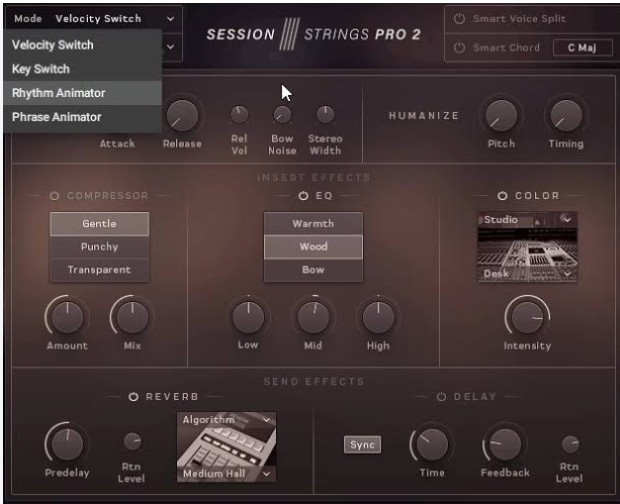 Mode Velocity Switch
SESSION STRINGS PRO 2
Smart Voice Split
Smart Chord C Maj
Velocity Switch
Key Switch
Rhythm Animator
Phrase Animator
Attack Release Rel Vol Bow Noise Stereo Width
HUMANIZE
Pitch Timing
INSERT EFFECTS
COMPRESSOR
Gentle
Punchy
Transparent
Amount Mix
EQ
Warmth
Wood
Bow
Low Mid High
COLOR
Studio
Desk
Intensity
SEND EFFECTS
REVERB
Algorithm
Medium Hall
Predelay Rtn Level
DELAY
Sync
Time Feedback Rtn Level